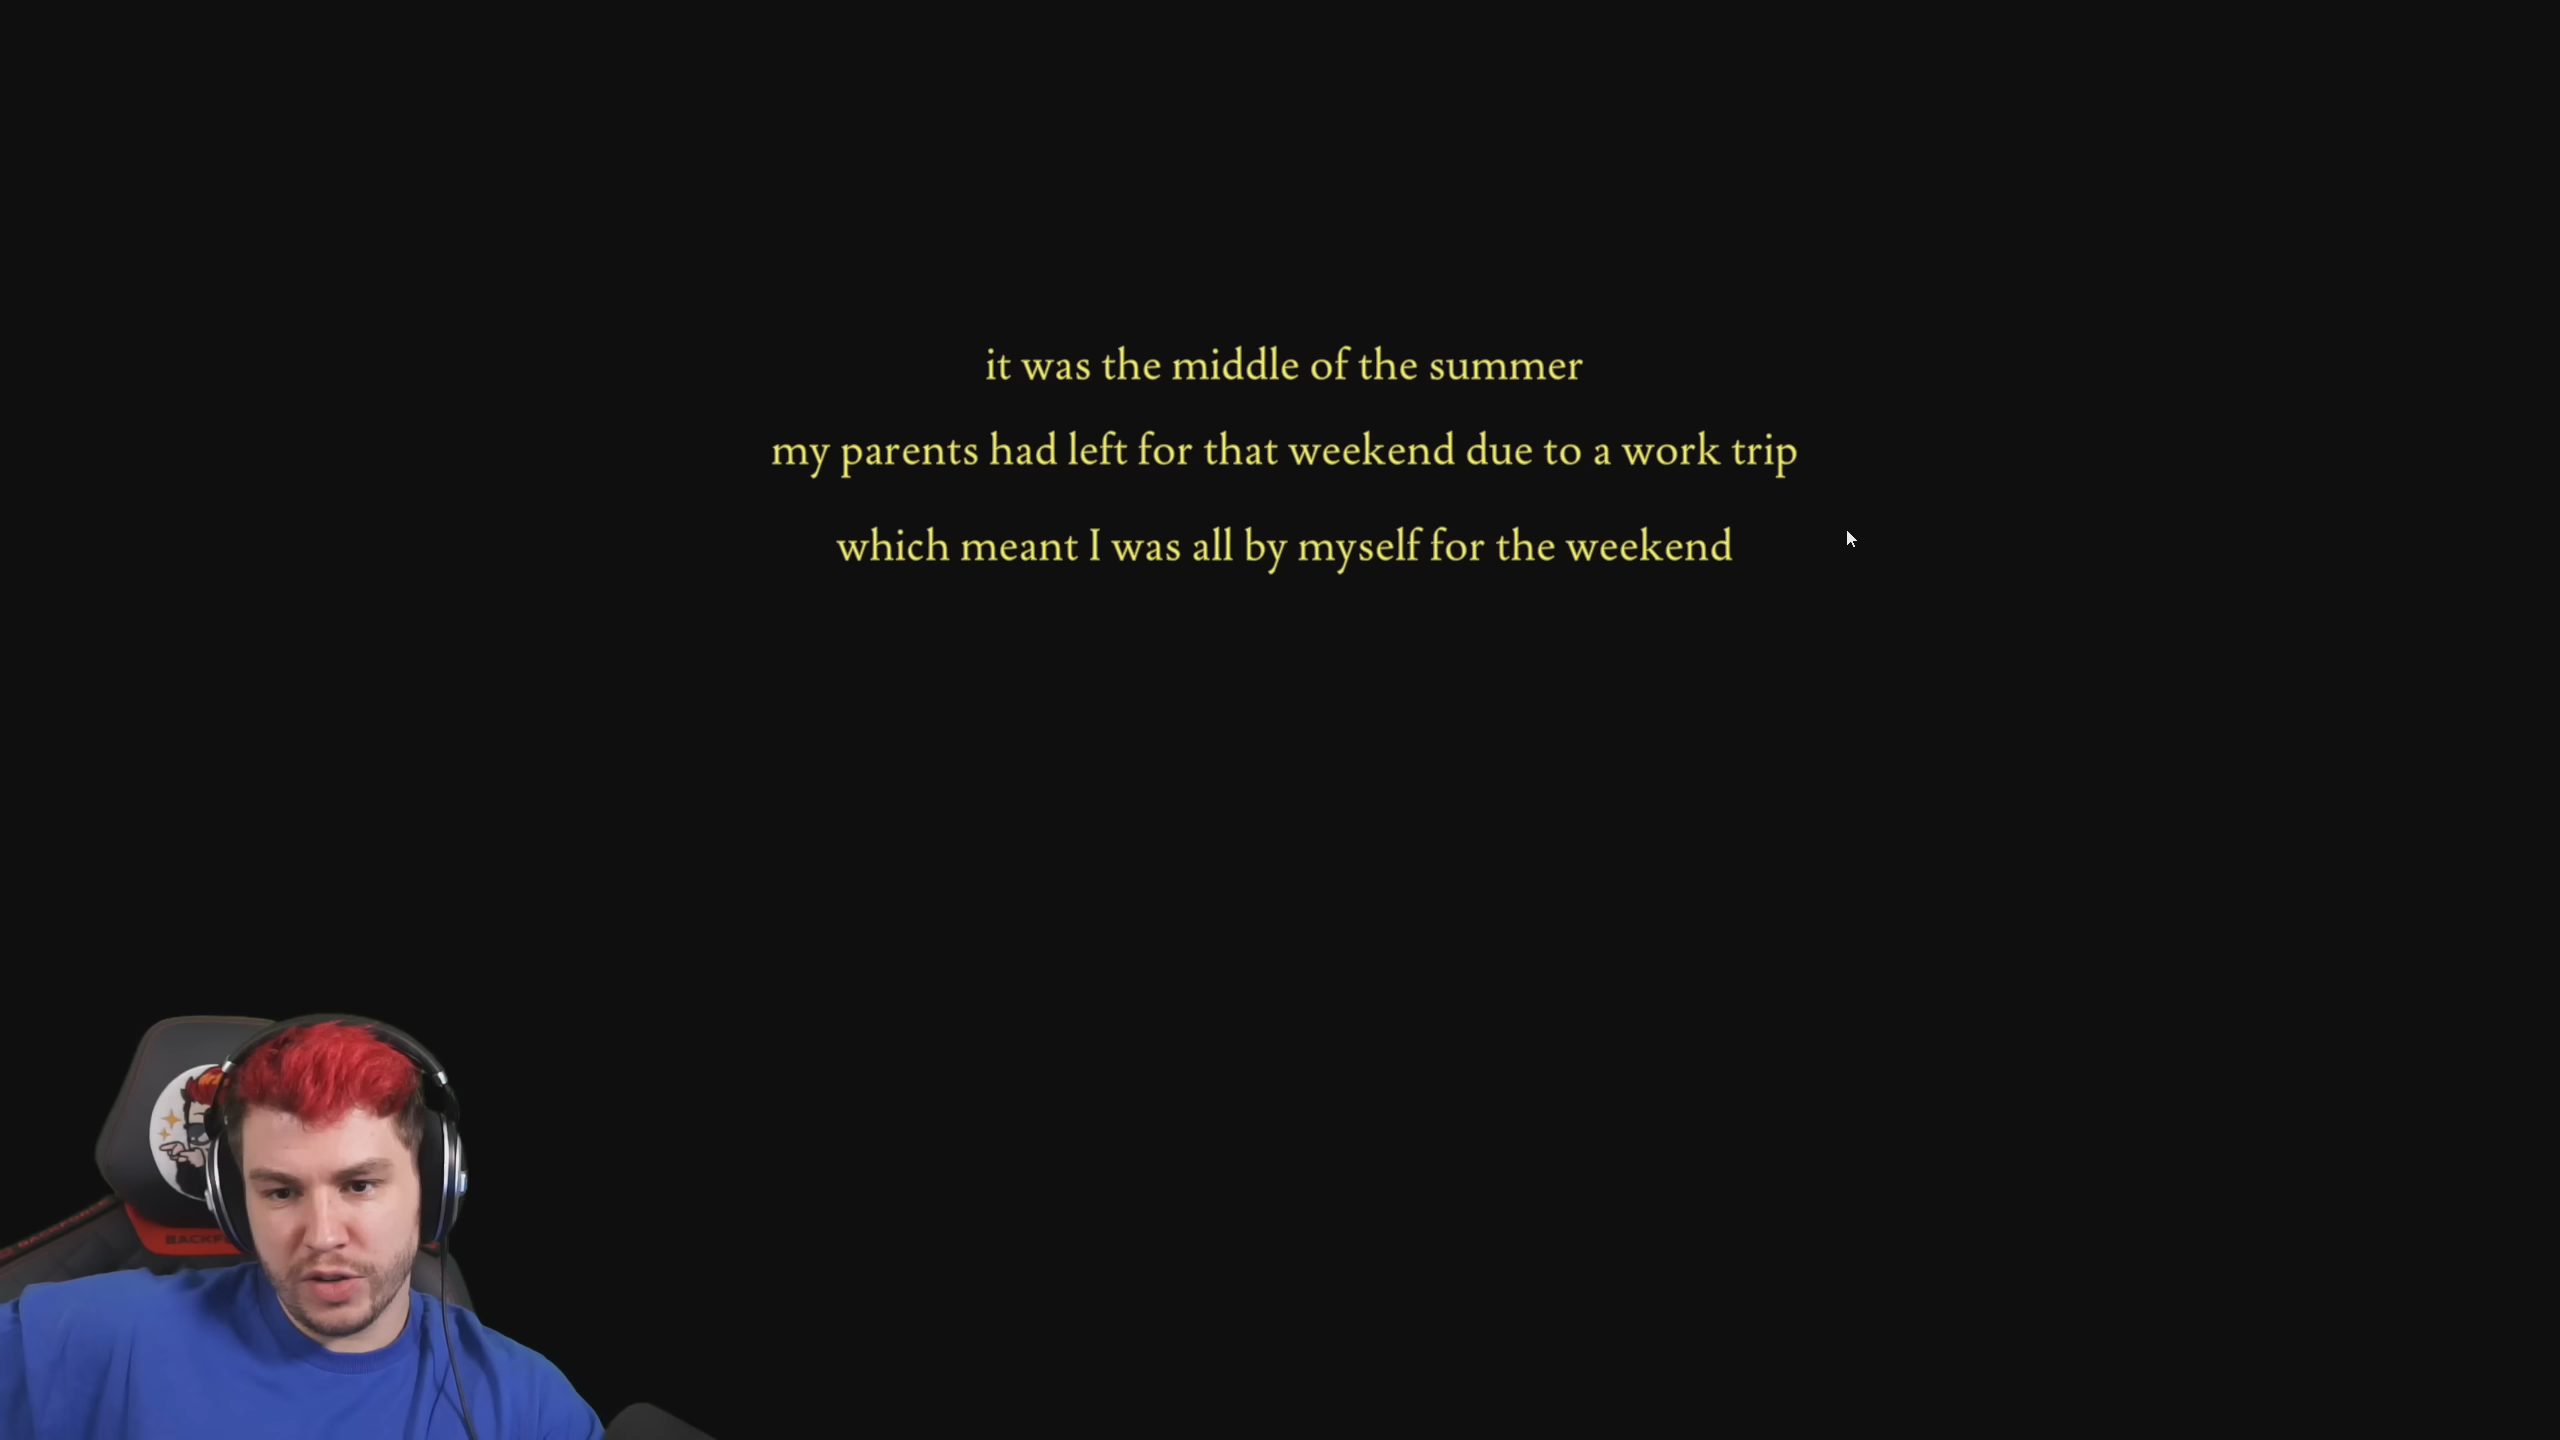 it was the middle of the summer
my parents had left for that weekend due to a work trip
which meant I was all by myself for the weekend